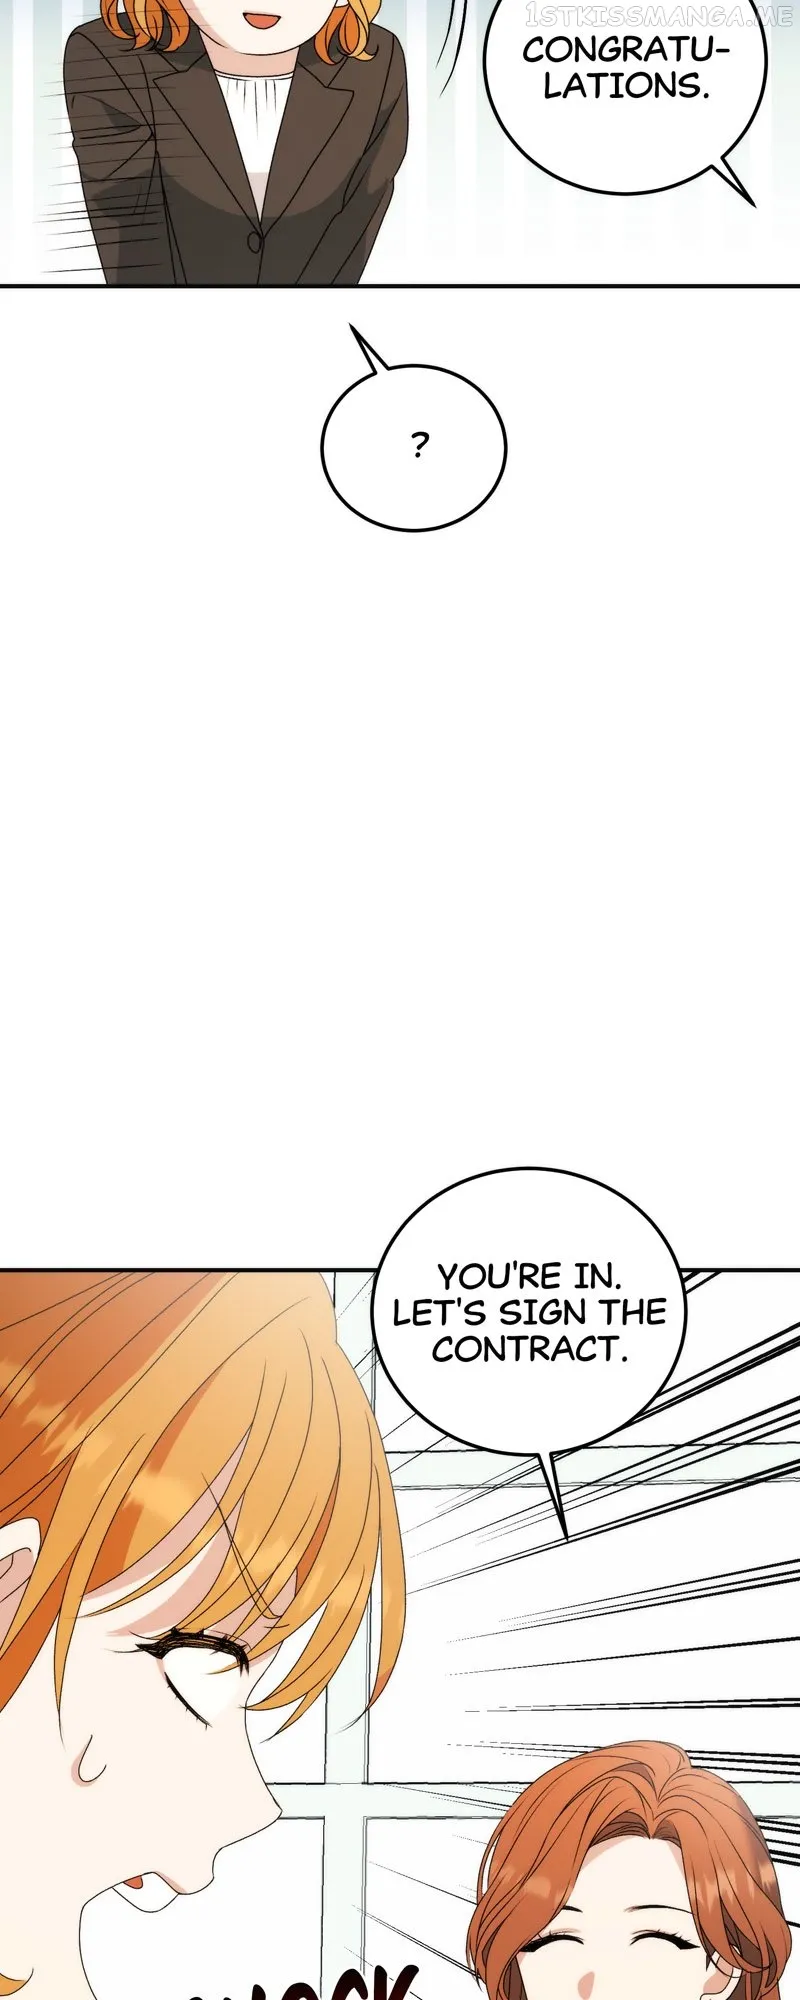 1STKISSMANGA.ME
CONGRATU-
LATIONS.
?
YOU'RE IN.
LET'S SIGN THE
CONTRACT.